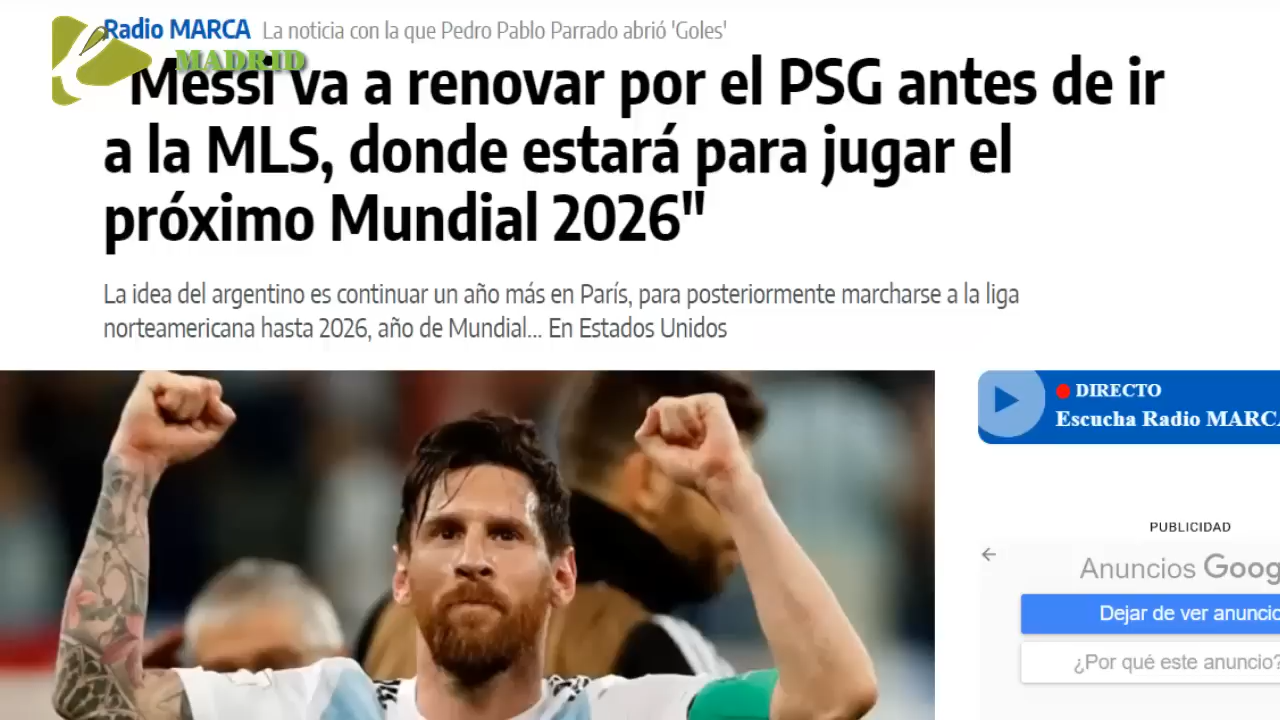 Radio MARCA La noticia con la que Pedro Pablo Parrado abrió 'Goles'
MADRID
"Messi va a renovar por el PSG antes de ir
a la MLS, donde estará para jugar el
próximo Mundial 2026"
La idea del argentino es continuar un año más en París, para posteriormente marcharse a la liga
norteamericana hasta 2026, año de Mundial... En Estados Unidos
DIRECTO
Escucha Radio MARCA
PUBLICIDAD
Anuncios Goog
Dejar de ver anuncio
¿Por qué este anuncio?